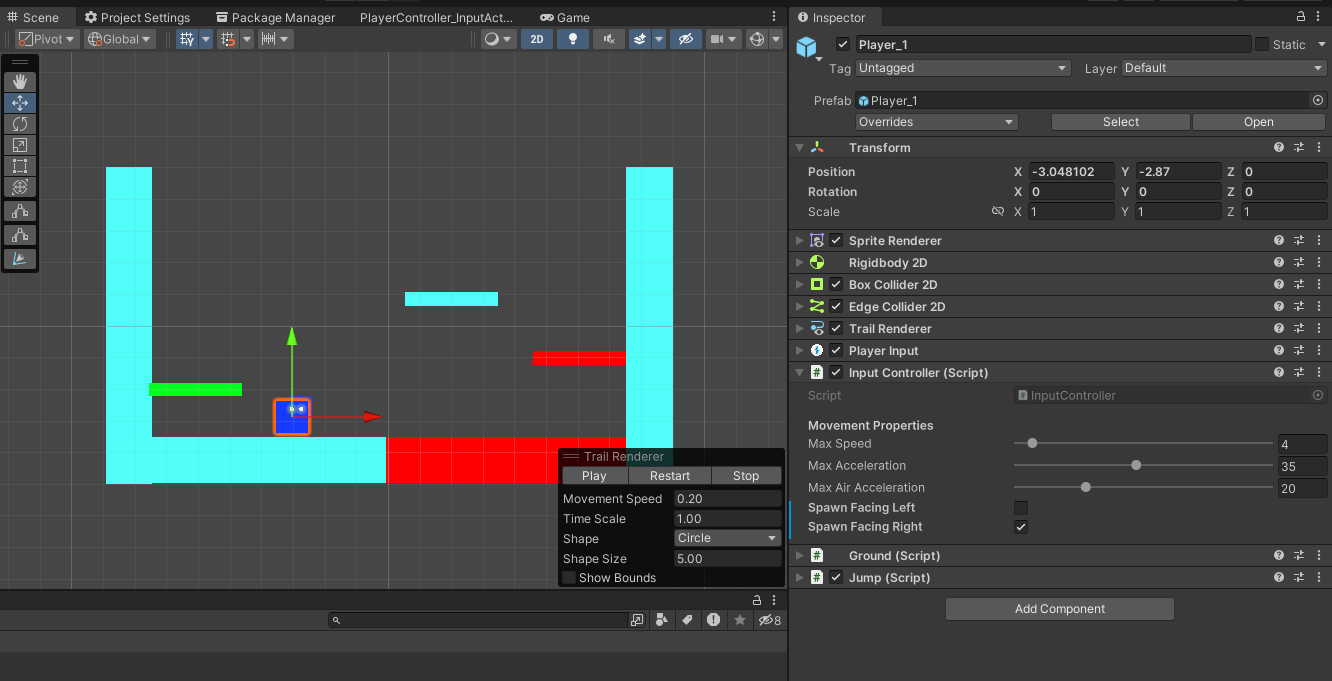 Scene Project Settings Package Manager PlayerController_InputAct... Game
Pivot Global 2D
Trail Renderer
Play Restart Stop
Movement Speed 0.20
Time Scale 1.00
Shape Circle
Shape Size 5.00
Show Bounds
8
Inspector
Player_1 Static
Tag Untagged Layer Default
Prefab Player_1
Overrides Select Open
Transform
Position X -3.048102 Y -2.87 Z 0
Rotation X 0 Y 0 Z 0
Scale X 1 Y 1 Z 1
Sprite Renderer
Rigidbody 2D
Box Collider 2D
Edge Collider 2D
Trail Renderer
Player Input
# Input Controller (Script)
Script # InputController
Movement Properties
Max Speed 4
Max Acceleration 35
Max Air Acceleration 20
Spawn Facing Left
Spawn Facing Right
# Ground (Script)
# Jump (Script)
Add Component